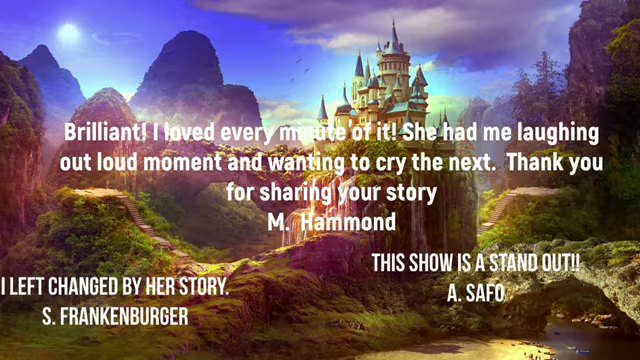 Brilliant! I loved every minute of it! She had me laughing
out loud moment and wanting to cry the next.  Thank you
for sharing your story
M.  Hammond
THIS SHOW IS A STAND OUT!!
A. SAFO
I LEFT CHANGED BY HER STORY.
S. FRANKENBURGER